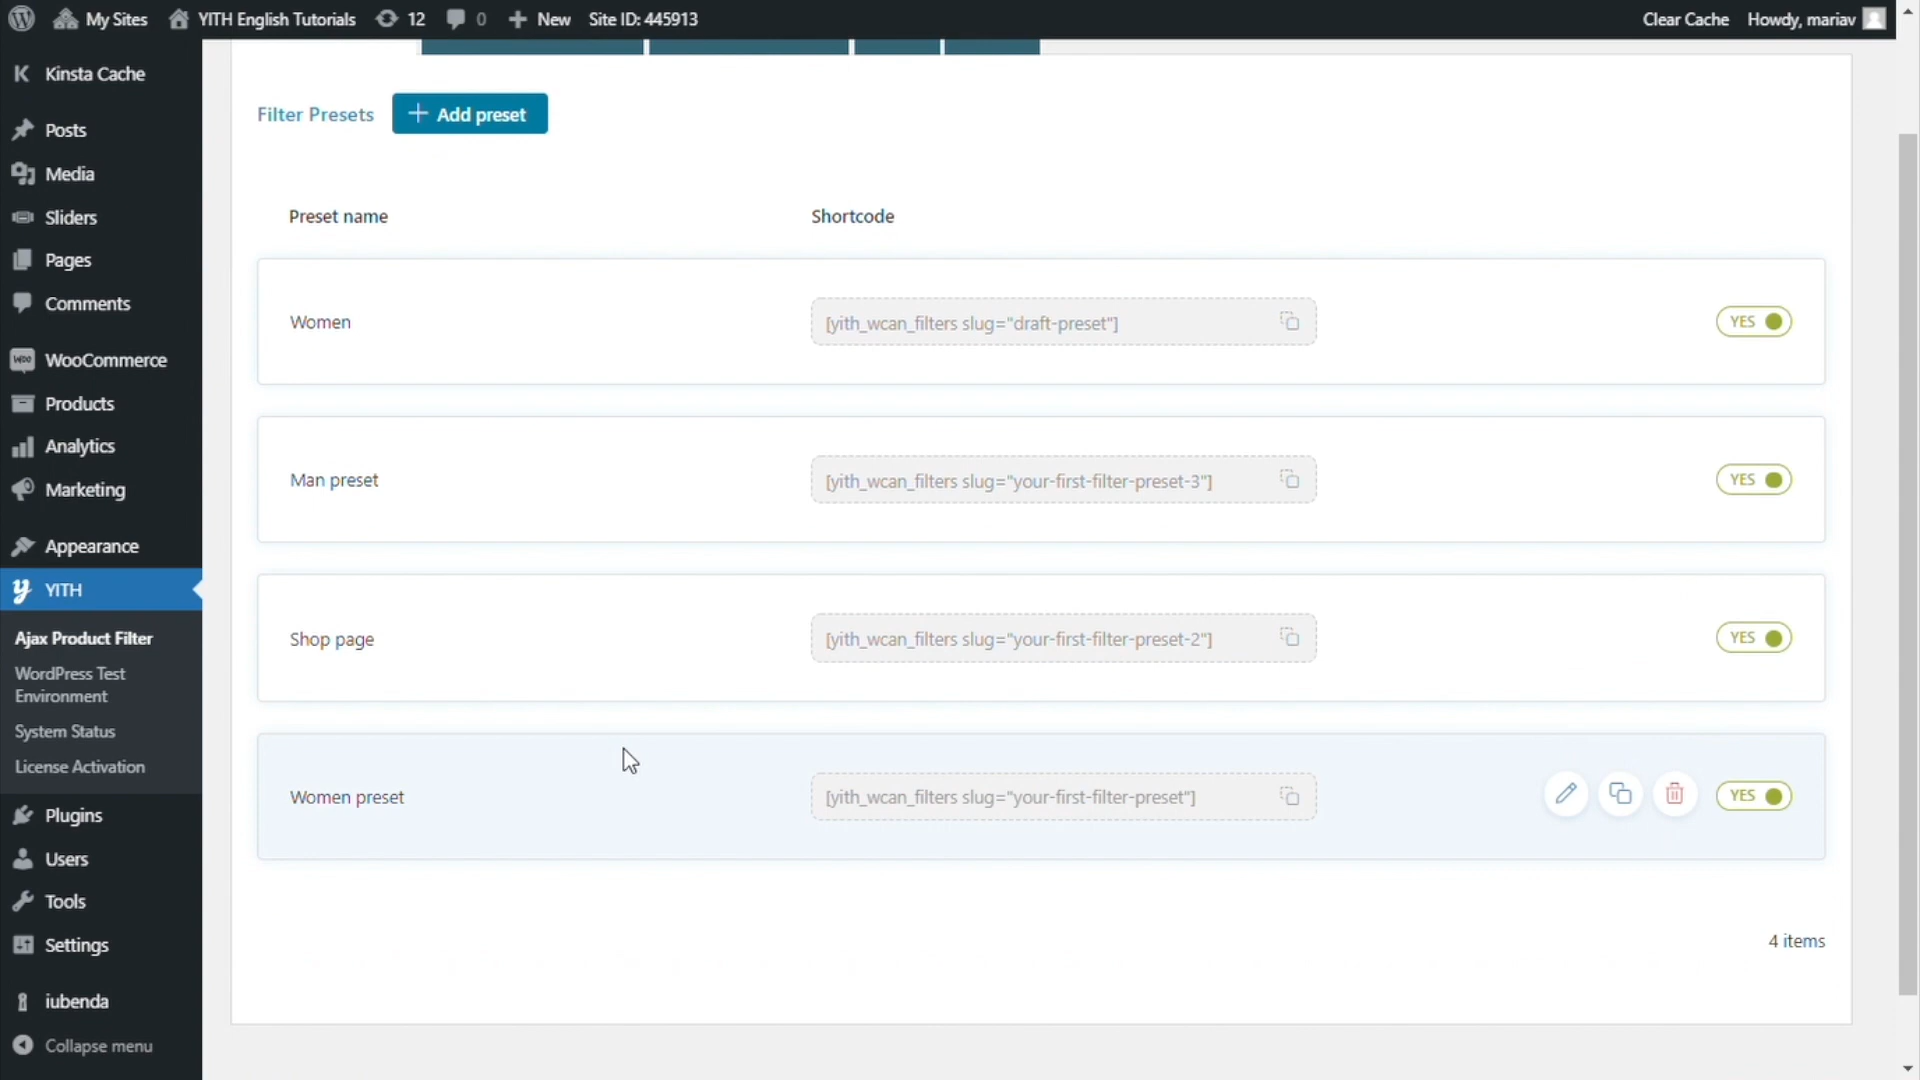 My Sites YITH English Tutorials 12 0 New Site ID: 445913 Clear Cache Howdy, mariav
Kinsta Cache
Posts
Media
Sliders
Pages
Comments
WooCommerce
Products
Analytics
Marketing
Appearance
YITH
Ajax Product Filter
WordPress Test
Environment
System Status
License Activation
Plugins
Users
Tools
Settings
iubenda
Collapse menu
Filter Presets Add preset
Preset name Shortcode
Women [yith_wcan_filters slug="draft-preset"] YES
Man preset [yith_wcan_filters slug="your-first-filter-preset-3"] YES
Shop page [yith_wcan_filters slug="your-first-filter-preset-2"] YES
Women preset [yith_wcan_filters slug="your-first-filter-preset"] YES
4 items